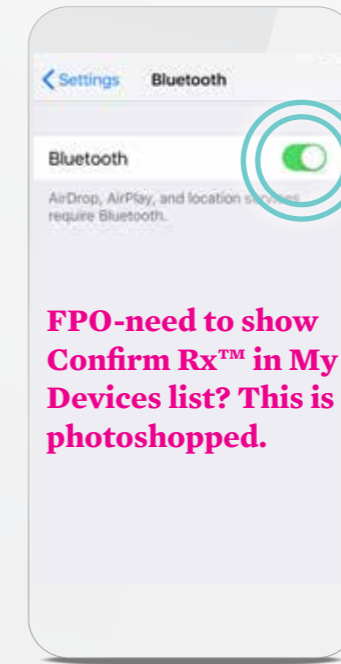 Settings Bluetooth
Bluetooth
AirDrop, AirPlay, and location services
require Bluetooth.
FPO-need to show
Confirm Rx™ in My
Devices list? This is
photoshopped.